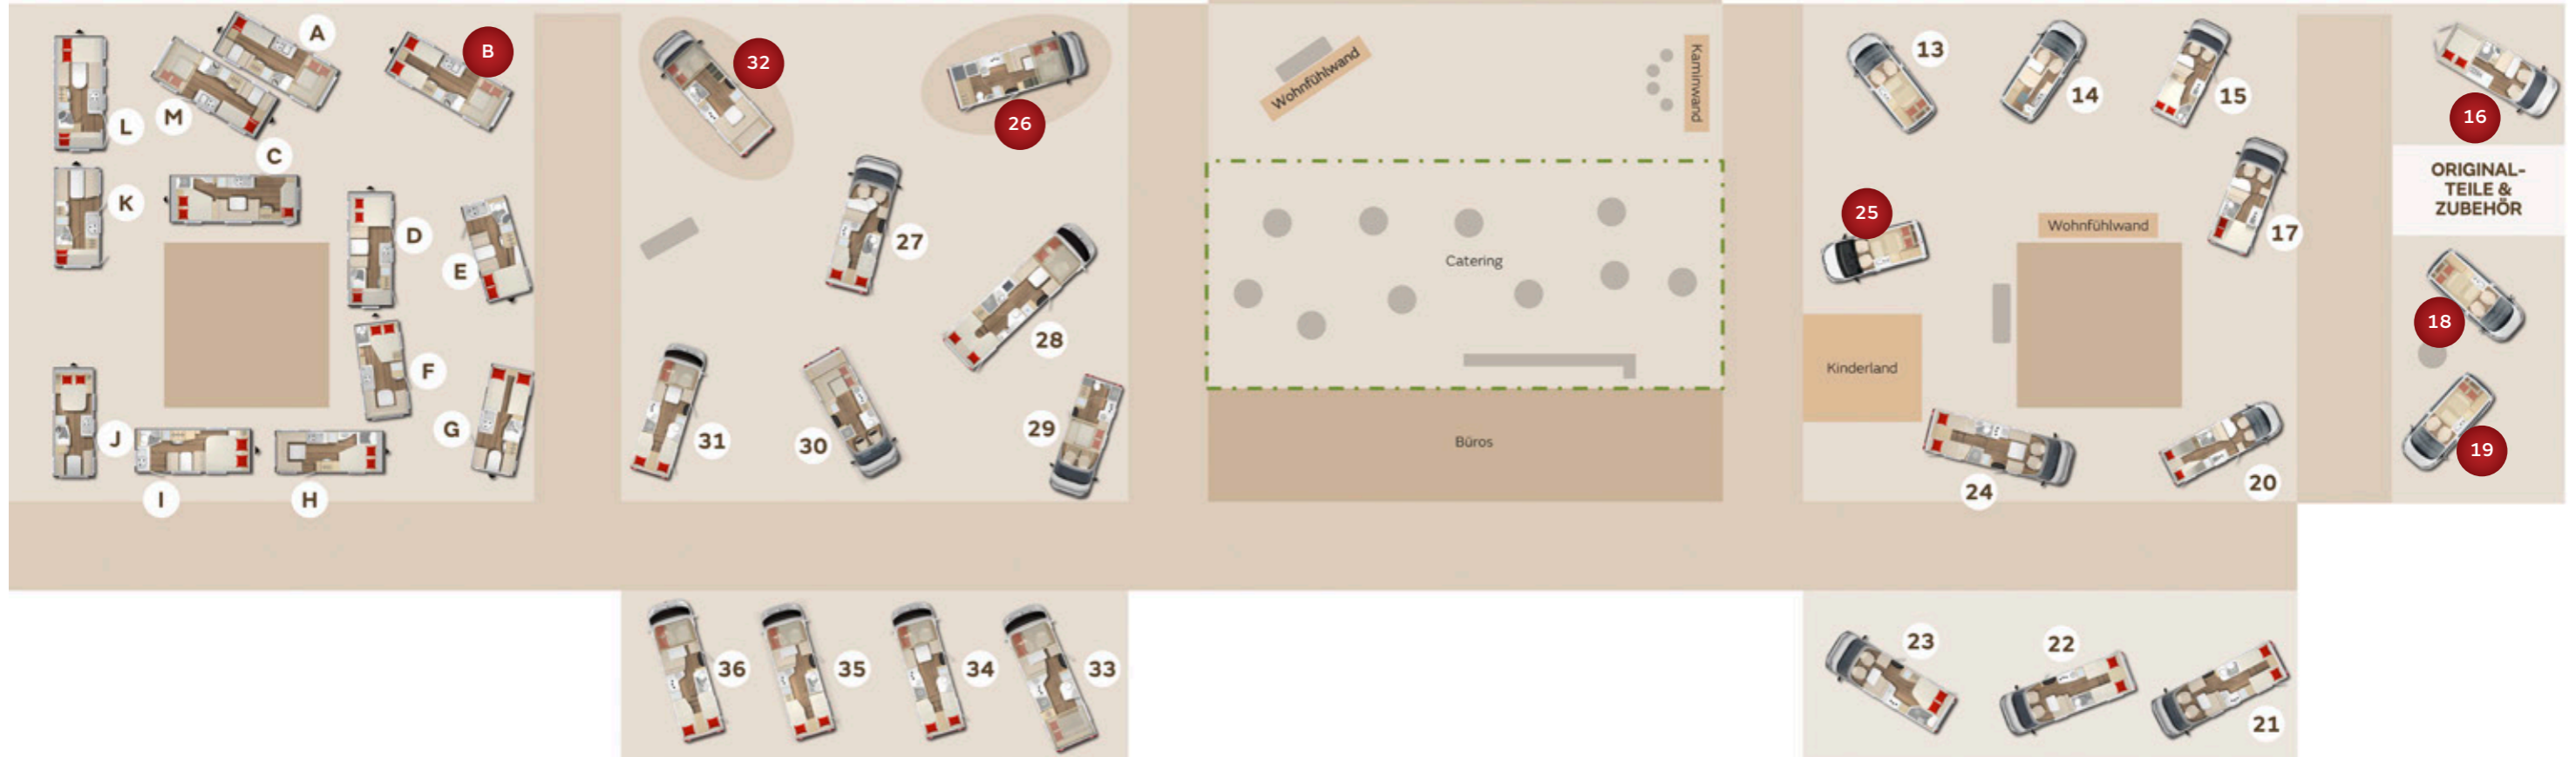 A
B
L
M
C
K
D
E
F
J
G
I
H
32
26
27
28
31
30
29
36
35
34
33
Wohnfühlwand
Kaminwand
Catering
Büros
13
14
15
16
ORIGINAL-
TEILE &
ZUBEHÖR
25
Wohnfühlwand
17
18
Kinderland
19
24
20
23
22
21